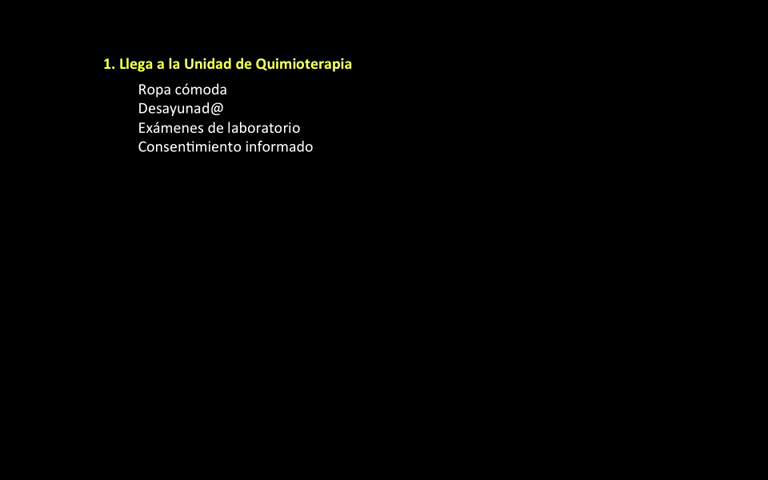 1. Llega a la Unidad de Quimioterapia
Ropa cómoda
Desayunad@
Exámenes de laboratorio
Consentimiento informado